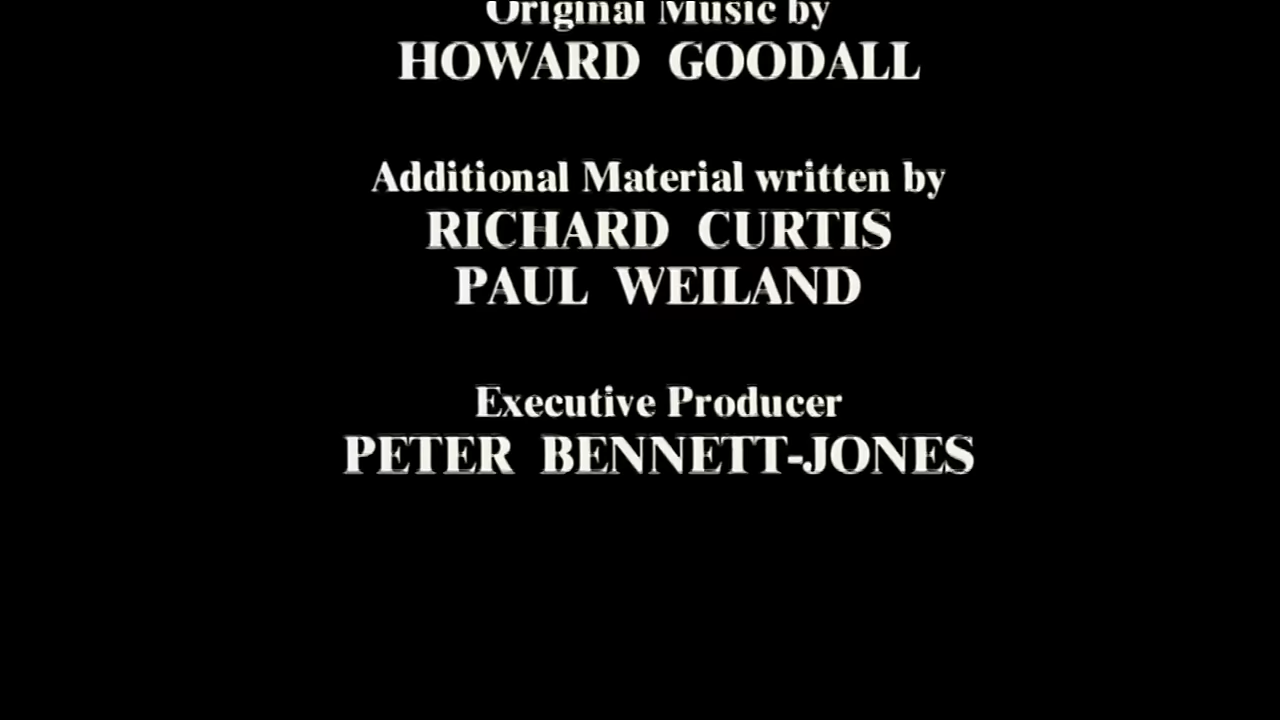 Original Music by
HOWARD GOODALL
Additional Material written by
RICHARD CURTIS
PAUL WEILAND
Executive Producer
PETER BENNETT-JONES